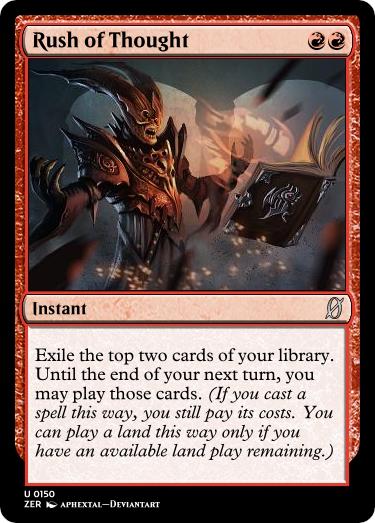 Rush of Thought
Instant
Exile the top two cards of your library.
Until the end of your next turn, you
may play those cards. (If you cast a
spell this way, you still pay its costs. You
can play a land this way only if you
have an available land play remaining.)
U 0150
ZER APHEXTAL—DEVIANTART